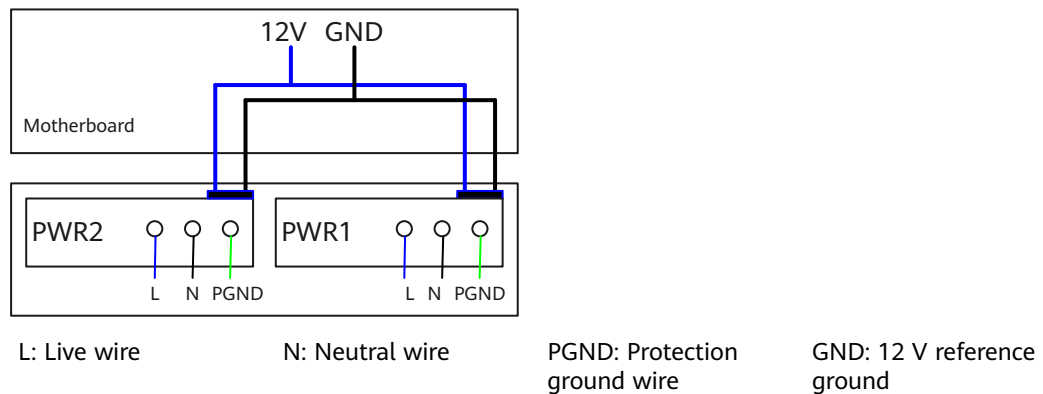 12V GND
Motherboard
PWR2
PWR1
L N PGND
L N PGND
L: Live wire
N: Neutral wire
PGND: Protection
ground wire
GND: 12 V reference
ground